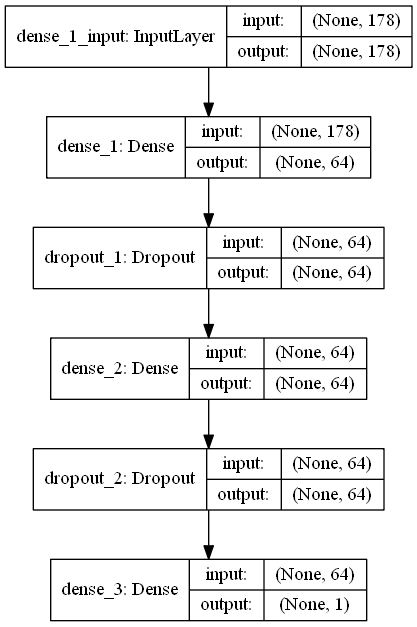 dense_1_input: InputLayer
input: (None, 178)
output: (None, 178)
dense_1: Dense
input: (None, 178)
output: (None, 64)
dropout_1: Dropout
input: (None, 64)
output: (None, 64)
dense_2: Dense
input: (None, 64)
output: (None, 64)
dropout_2: Dropout
input: (None, 64)
output: (None, 64)
dense_3: Dense
input: (None, 64)
output: (None, 1)